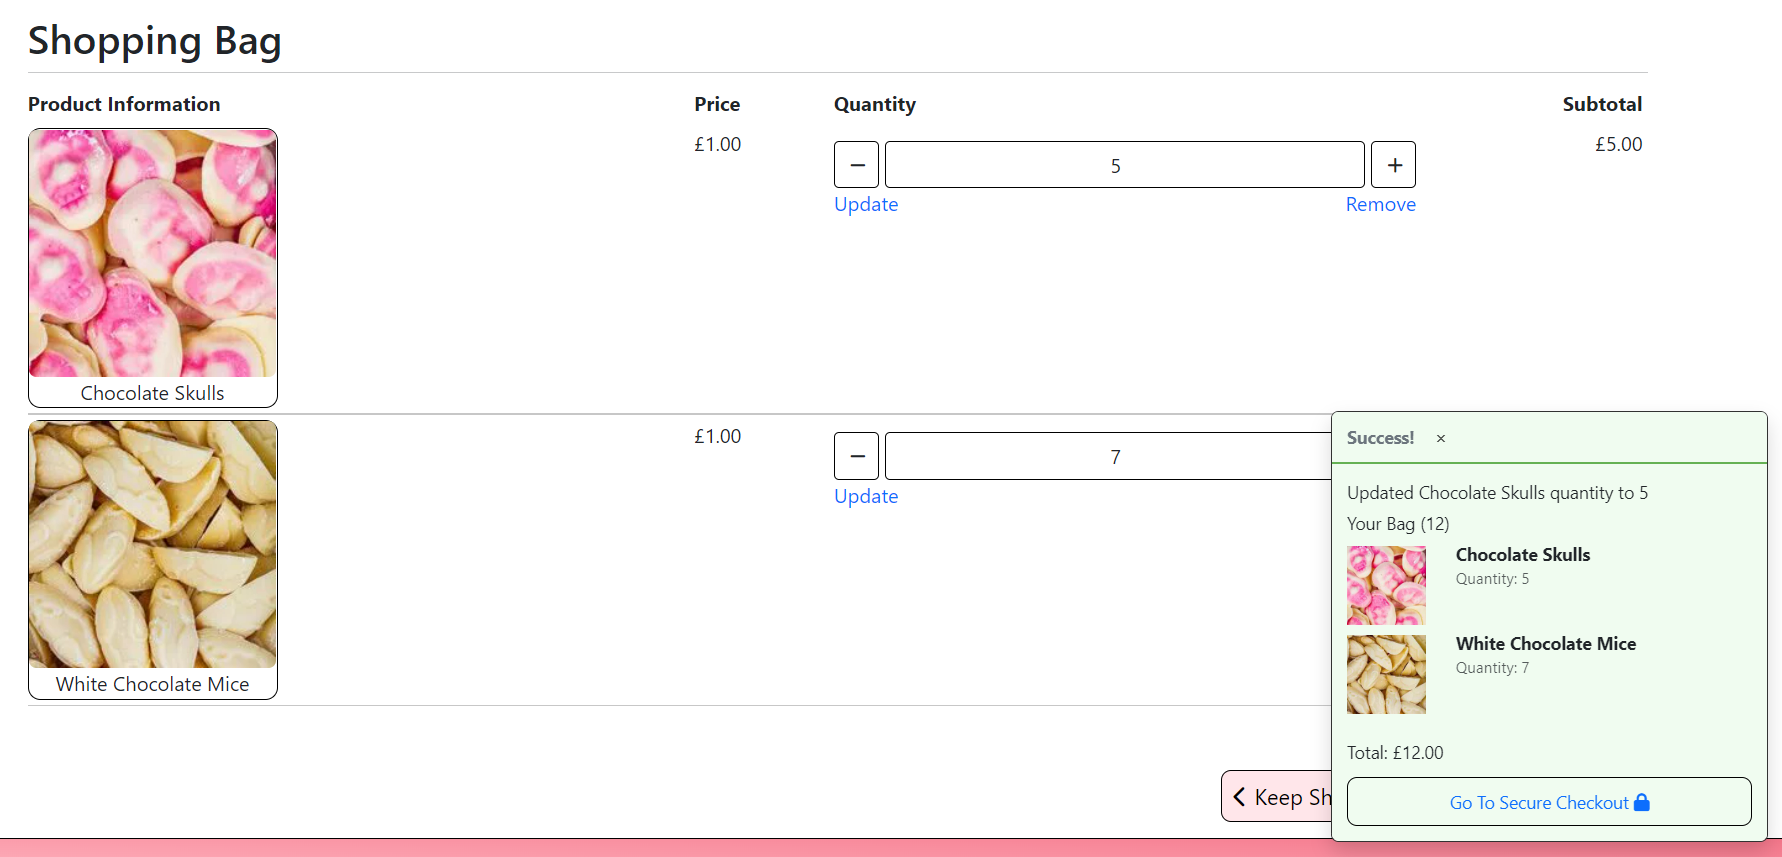 Shopping Bag
Product Information Price Quantity Subtotal
£1.00 5 £5.00
Update Remove
Chocolate Skulls
£1.00 7
Update
White Chocolate Mice
Keep Sh
Success! ×
Updated Chocolate Skulls quantity to 5
Your Bag (12)
Chocolate Skulls
Quantity: 5
White Chocolate Mice
Quantity: 7
Total: £12.00
Go To Secure Checkout